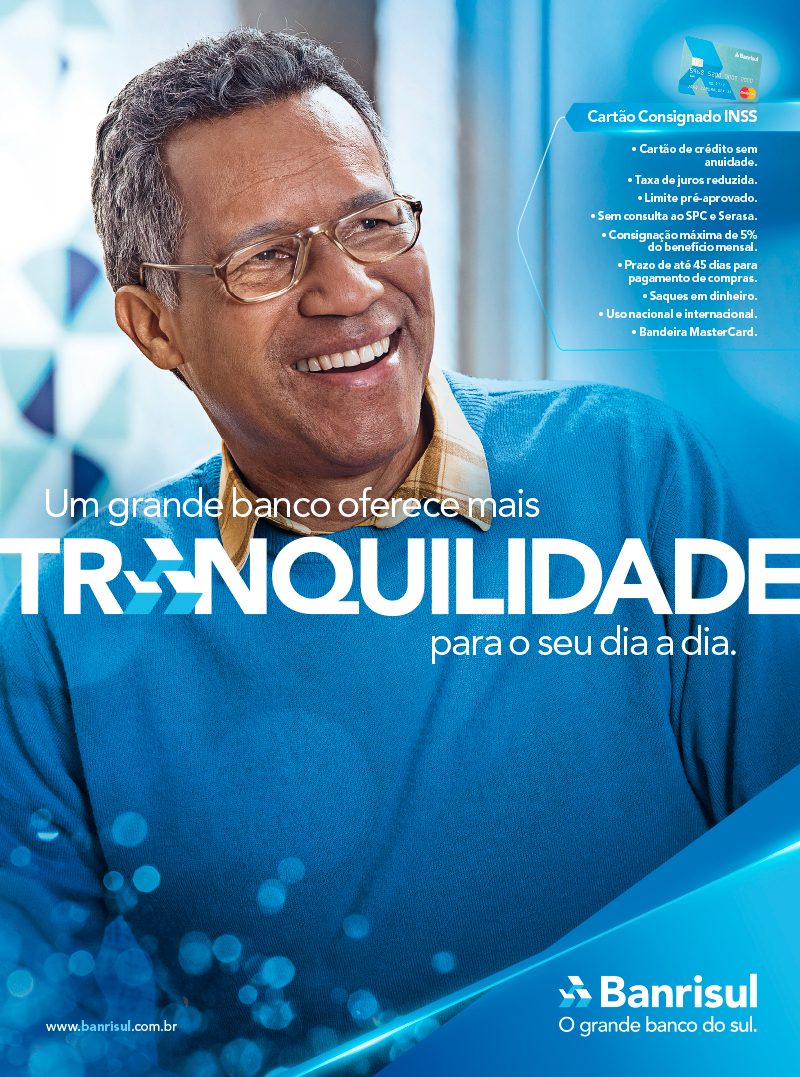 Banrisul
MasterCard
Cartão Consignado INSS
• Cartão de crédito sem
anuidade.
• Taxa de juros reduzida.
• Limite pré-aprovado.
• Sem consulta ao SPC e Serasa.
• Consignação máxima de 5%
do benefício mensal.
• Prazo de até 45 dias para
pagamento de compras.
• Saques em dinheiro.
• Uso nacional e internacional.
• Bandeira MasterCard.
Um grande banco oferece mais
TRANQUILIDADE
para o seu dia a dia.
Banrisul
O grande banco do sul.
www.banrisul.com.br